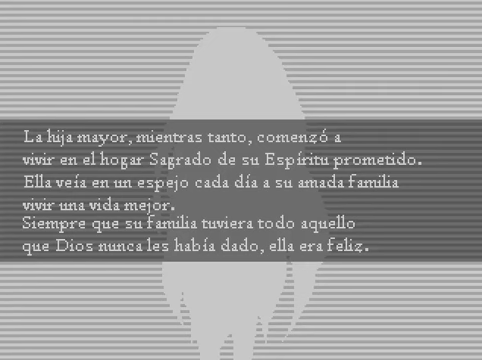 La hija mayor, mientras tanto, comenzó a
vivir en el hogar Sagrado de su Espíritu prometido.
Ella veía en un espejo cada día a su amada familia
vivir una vida mejor.
Siempre que su familia tuviera todo aquello
que Dios nunca les había dado, ella era feliz.